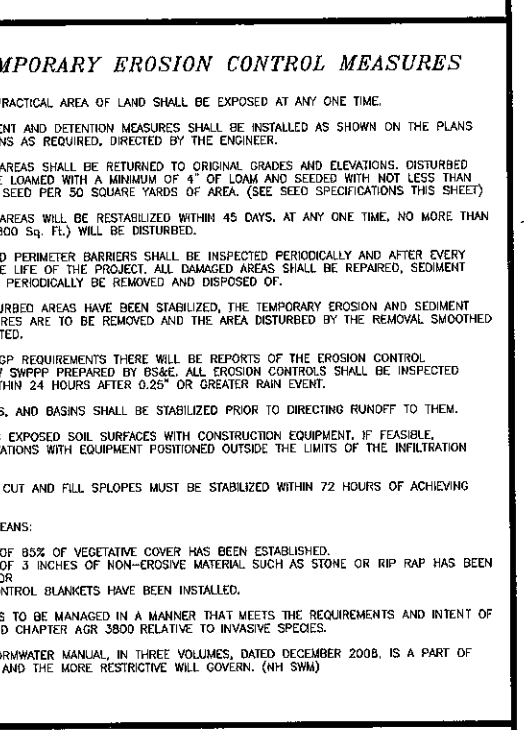 MPORARY EROSION CONTROL MEASURES
PRACTICAL AREA OF LAND SHALL BE EXPOSED AT ANY ONE TIME.
ENT AND DETENTION MEASURES SHALL BE INSTALLED AS SHOWN ON THE PLANS
NS AS REQUIRED, DIRECTED BY THE ENGINEER.
AREAS SHALL BE RETURNED TO ORIGINAL GRADES AND ELEVATIONS. DISTURBED
E LOAMED WITH A MINIMUM OF 4" OF LOAM AND SEEDED WITH NOT LESS THAN
SEED PER 50 SQUARE YARDS OF AREA. (SEE SEED SPECIFICATIONS THIS SHEET)
AREAS WILL BE RESTABILIZED WITHIN 45 DAYS. AT ANY ONE TIME, NO MORE THAN
800 Sq. Ft.) WILL BE DISTURBED.
D PERIMETER BARRIERS SHALL BE INSPECTED PERIODICALLY AND AFTER EVERY
E LIFE OF THE PROJECT. ALL DAMAGED AREAS SHALL BE REPAIRED, SEDIMENT
PERIODICALLY BE REMOVED AND DISPOSED OF.
URBED AREAS HAVE BEEN STABILIZED, THE TEMPORARY EROSION AND SEDIMENT
RES ARE TO BE REMOVED AND THE AREA DISTURBED BY THE REMOVAL SMOOTHED
TED.
GP REQUIREMENTS THERE WILL BE REPORTS OF THE EROSION CONTROL
Y SWPPP PREPARED BY BS&E. ALL EROSION CONTROLS SHALL BE INSPECTED
THIN 24 HOURS AFTER 0.25" OR GREATER RAIN EVENT.
S, AND BASINS SHALL BE STABILIZED PRIOR TO DIRECTING RUNOFF TO THEM.
EXPOSED SOIL SURFACES WITH CONSTRUCTION EQUIPMENT. IF FEASIBLE,
ATIONS WITH EQUIPMENT POSITIONED OUTSIDE THE LIMITS OF THE INFILTRATION
CUT AND FILL SPLOPES MUST BE STABILIZED WITHIN 72 HOURS OF ACHIEVING
EANS:
OF 85% OF VEGETATIVE COVER HAS BEEN ESTABLISHED.
OF 3 INCHES OF NON-EROSIVE MATERIAL SUCH AS STONE OR RIP RAP HAS BEEN
OR
NTROL BLANKETS HAVE BEEN INSTALLED.
S TO BE MANAGED IN A MANNER THAT MEETS THE REQUIREMENTS AND INTENT OF
D CHAPTER AGR 3800 RELATIVE TO INVASIVE SPECIES.
ORMWATER MANUAL, IN THREE VOLUMES, DATED DECEMBER 2008, IS A PART OF
AND THE MORE RESTRICTIVE WILL GOVERN. (NH SWM)